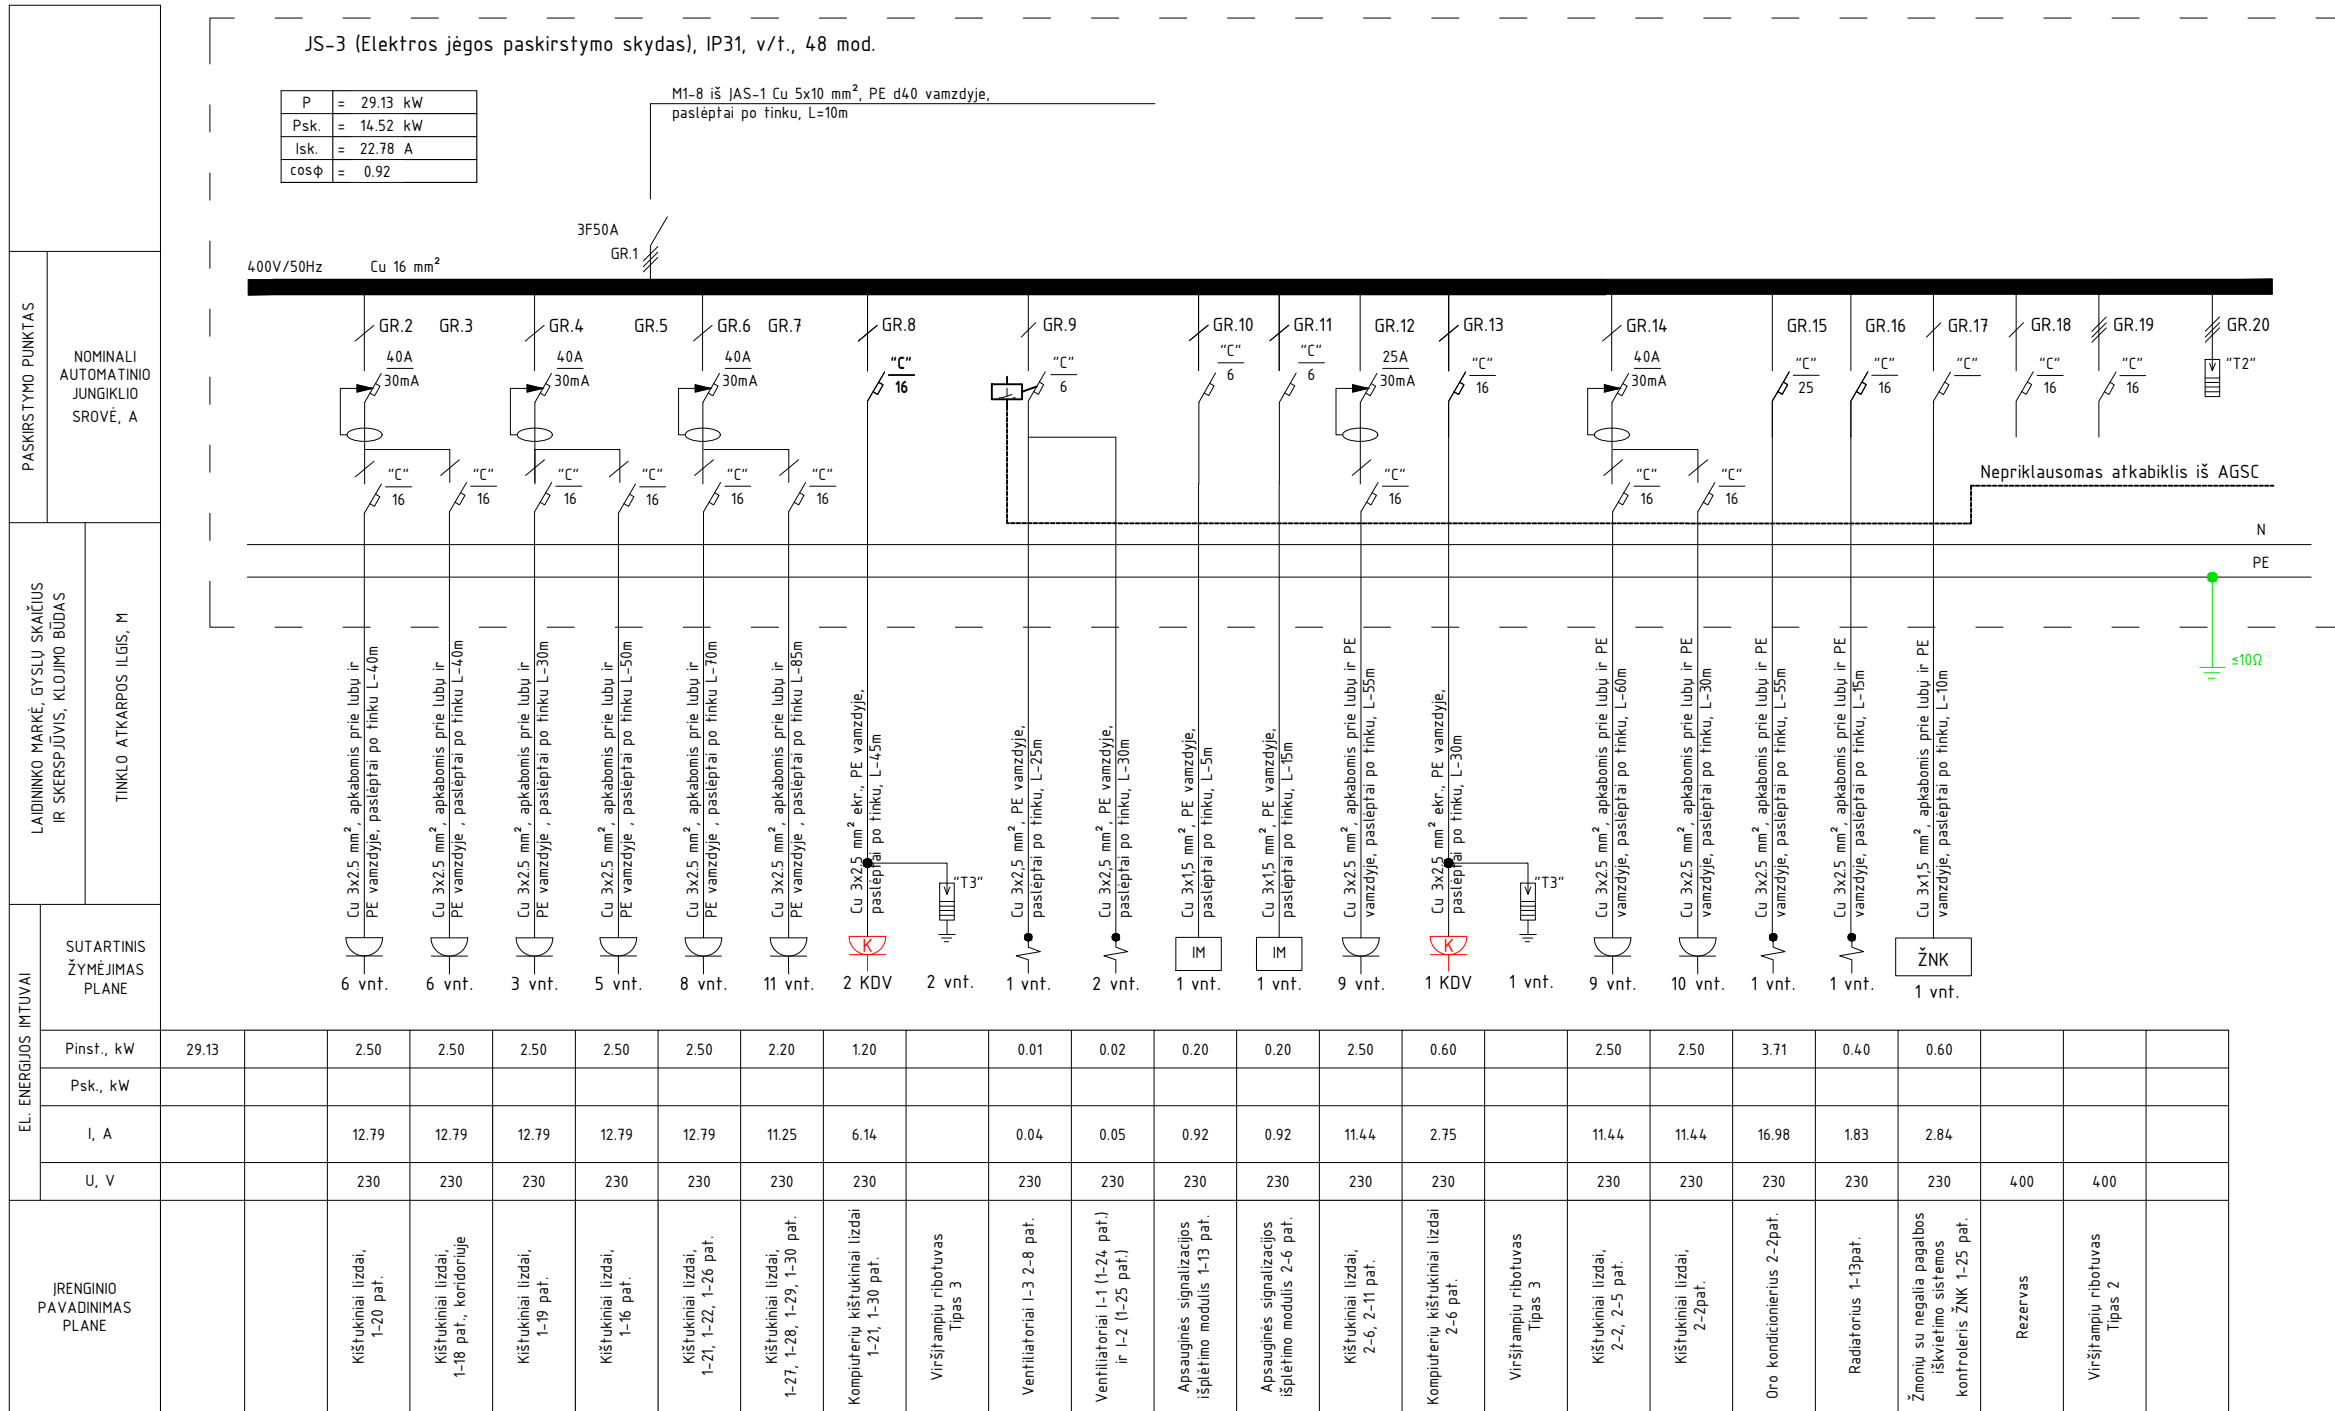 JS-3 (Elektros jėgos paskirstymo skydas), IP31, v/t., 48 mod.
P = 29.13 kW
Psk. = 14.52 kW
Isk. = 22.78 A
cosϕ = 0.92
M1-8 iš JAS-1 Cu 5x10 mm², PE d40 vamzdyje,
paslėptai po tinku, L=10m
3F50A
GR.1
400V/50Hz Cu 16 mm²
PASKIRSTYMO PUNKTAS
NOMINALI
AUTOMATINIO
JUNGIKLIO
SROVĖ, A
GR.2 GR.3 GR.4 GR.5 GR.6 GR.7 GR.8 GR.9 GR.10 GR.11 GR.12 GR.13 GR.14 GR.15 GR.16 GR.17 GR.18 GR.19 GR.20
40A 40A 40A "C" "C" "C" "C" 25A "C" 40A "C" "C" "C" "C" "C" "T2"
30mA 30mA 30mA 16 6 6 6 30mA 16 30mA 25 16 16 16
"C" "C" "C" "C" "C" "C" "C" "C" "C"
16 16 16 16 16 16 16 16 16
Nepriklausomas atkabiklis iš AGSC
N
PE
≤10Ω
LAIDININKO MARKĖ, GYSLŲ SKAIČIUS
IR SKERSPJŪVIS, KLOJIMO BŪDAS
TINKLO ATKARPOS ILGIS, M
Cu 3x2.5 mm², apkabomis prie lubų ir
PE vamzdyje, paslėptai po tinku L-40m
Cu 3x2.5 mm², apkabomis prie lubų ir
PE vamzdyje , paslėptai po tinku L-40m
Cu 3x2.5 mm², apkabomis prie lubų ir
PE vamzdyje , paslėptai po tinku L-30m
Cu 3x2.5 mm², apkabomis prie lubų ir
PE vamzdyje , paslėptai po tinku L-50m
Cu 3x2.5 mm², apkabomis prie lubų ir
PE vamzdyje , paslėptai po tinku L-70m
Cu 3x2.5 mm², apkabomis prie lubų ir
PE vamzdyje , paslėptai po tinku L-85m
Cu 3x2,5 mm² ekr., PE vamzdyje,
paslėptai po tinku, L-45m
"T3"
Cu 3x2,5 mm², PE vamzdyje,
paslėptai po tinku, L-25m
Cu 3x2,5 mm², PE vamzdyje,
paslėptai po tinku, L-30m
Cu 3x1,5 mm², PE vamzdyje,
paslėptai po tinku, L-5m
Cu 3x1,5 mm², PE vamzdyje,
paslėptai po tinku, L-15m
Cu 3x2.5 mm², apkabomis prie lubų ir PE
vamzdyje, paslėptai po tinku, L-55m
Cu 3x2,5 mm² ekr., PE vamzdyje,
paslėptai po tinku, L-30m
"T3"
Cu 3x2.5 mm², apkabomis prie lubų ir PE
vamzdyje, paslėptai po tinku, L-60m
Cu 3x2.5 mm², apkabomis prie lubų ir PE
vamzdyje, paslėptai po tinku, L-30m
Cu 3x2.5 mm², apkabomis prie lubų ir PE
vamzdyje, paslėptai po tinku, L-55m
Cu 3x2.5 mm², apkabomis prie lubų ir PE
vamzdyje, paslėptai po tinku, L-15m
Cu 3x1,5 mm², apkabomis prie lubų ir PE
vamzdyje, paslėptai po tinku, L-10m
EL. ENERGIJOS IMTUVAI
SUTARTINIS
ŽYMĖJIMAS
PLANE
K IM IM K ŽNK
6 vnt. 6 vnt. 3 vnt. 5 vnt. 8 vnt. 11 vnt. 2 KDV 2 vnt. 1 vnt. 2 vnt. 1 vnt. 1 vnt. 9 vnt. 1 KDV 1 vnt. 9 vnt. 10 vnt. 1 vnt. 1 vnt. 1 vnt.
Pinst., kW 29.13 2.50 2.50 2.50 2.50 2.50 2.20 1.20 0.01 0.02 0.20 0.20 2.50 0.60 2.50 2.50 3.71 0.40 0.60
Psk., kW
I, A 12.79 12.79 12.79 12.79 12.79 11.25 6.14 0.04 0.05 0.92 0.92 11.44 2.75 11.44 11.44 16.98 1.83 2.84
U, V 230 230 230 230 230 230 230 230 230 230 230 230 230 230 230 230 230 230 400 400
ĮRENGINIO
PAVADINIMAS
PLANE
Kištukiniai lizdai,
1-20 pat.
Kištukiniai lizdai,
1-18 pat., koridoriuje
Kištukiniai lizdai,
1-19 pat.
Kištukiniai lizdai,
1-16 pat.
Kištukiniai lizdai,
1-21, 1-22, 1-26 pat.
Kištukiniai lizdai,
1-27, 1-28, 1-29, 1-30 pat.
Kompiuterių kištukiniai lizdai
1-21, 1-30 pat.
Viršįtampių ribotuvas
Tipas 3
Ventiliatoriai I-3 2-8 pat.
Ventiliatoriai I-1 (1-24 pat.)
ir I-2 (1-25 pat.)
Apsauginės signalizacijos
išplėtimo modulis 1-13 pat.
Apsauginės signalizacijos
išplėtimo modulis 2-6 pat.
Kištukiniai lizdai,
2-6, 2-11 pat.
Kompiuterių kištukiniai lizdai
2-6 pat.
Viršįtampių ribotuvas
Tipas 3
Kištukiniai lizdai,
2-2, 2-5 pat.
Kištukiniai lizdai,
2-2pat.
Oro kondicionierius 2-2pat.
Radiatorius 1-13pat.
Žmonių su negalia pagalbos
iškvietimo sistemos
kontroleris ŽNK 1-25 pat.
Rezervas
Viršįtampių ribotuvas
Tipas 2